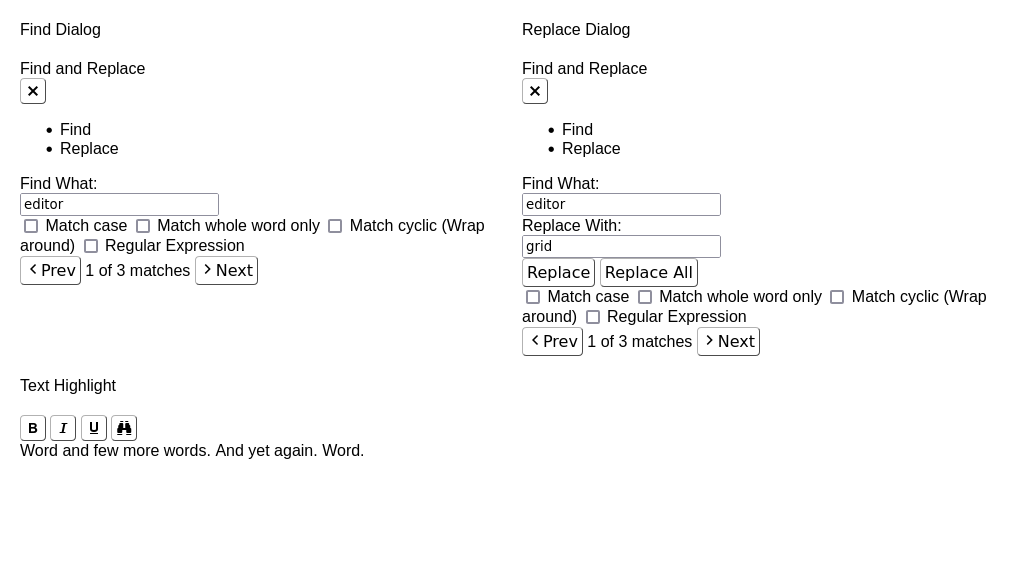 Find Dialog
Find and Replace
Find
Replace
Find What:
editor
Match case Match whole word only Match cyclic (Wrap
around) Regular Expression
Prev 1 of 3 matches Next
Replace Dialog
Find and Replace
Find
Replace
Find What:
editor
Replace With:
grid
Replace Replace All
Match case Match whole word only Match cyclic (Wrap
around) Regular Expression
Prev 1 of 3 matches Next
Text Highlight
B I U
Word and few more words. And yet again. Word.